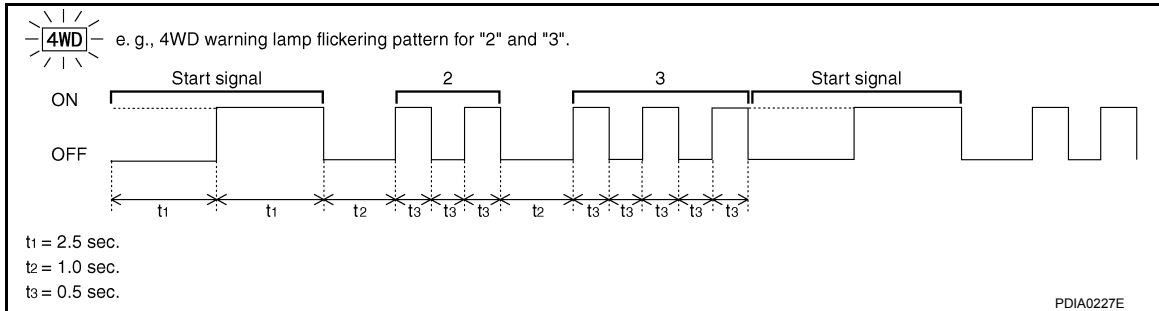 4WD e. g., 4WD warning lamp flickering pattern for "2" and "3".
Start signal 2 3 Start signal
ON
OFF
t1 t1 t2 t3 t3 t3 t2 t3 t3 t3 t3 t3
t1 = 2.5 sec.
t2 = 1.0 sec.
t3 = 0.5 sec.
PDIA0227E